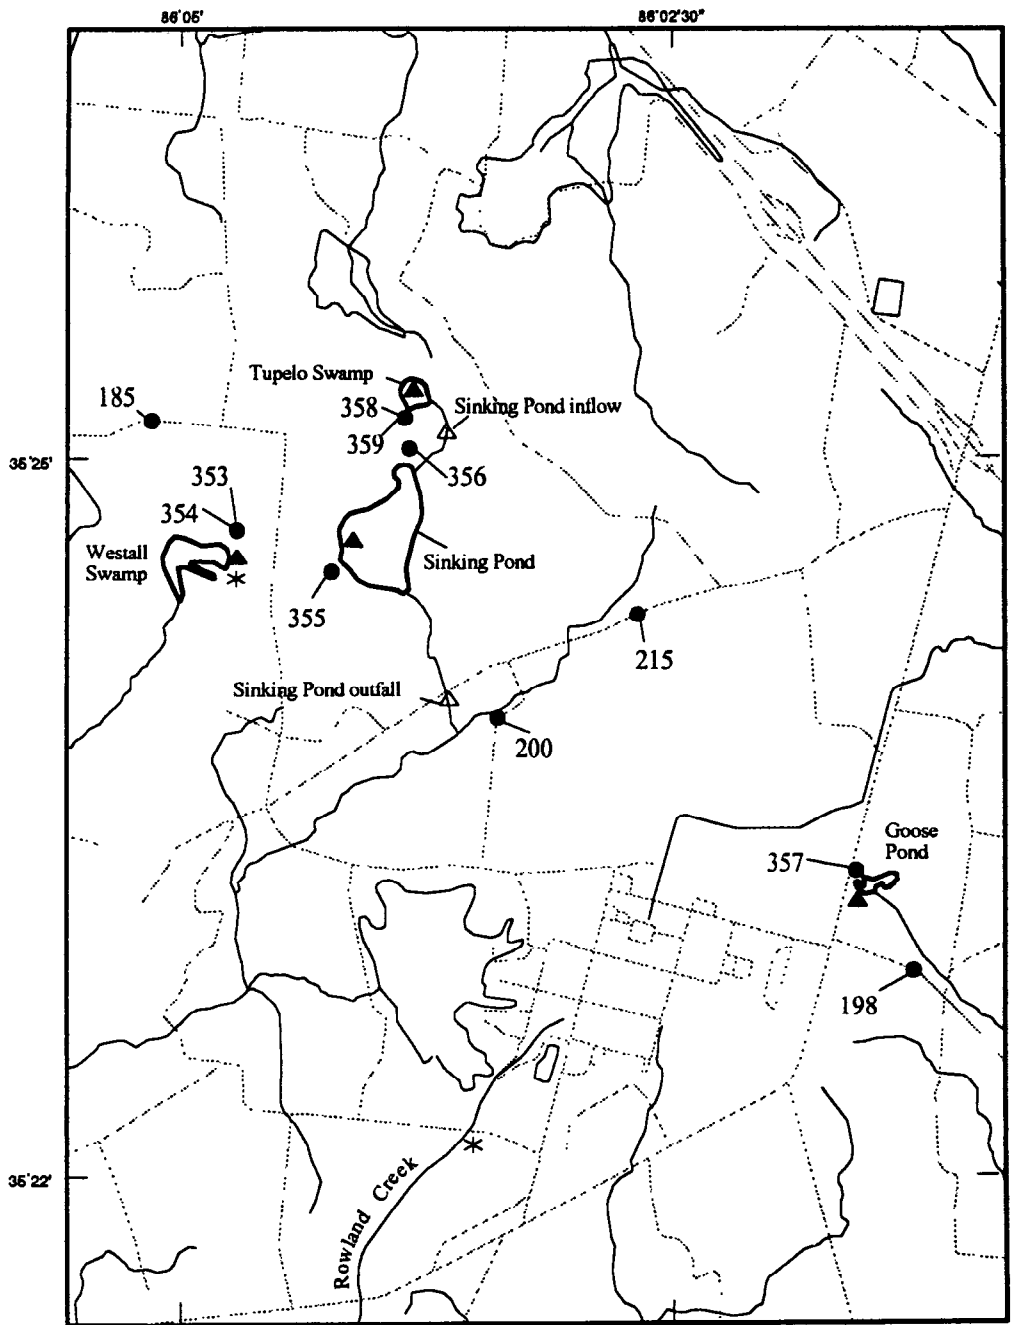 86°05'
86°02'30"
Tupelo Swamp
185
358
Sinking Pond inflow
359
35°25'
356
353
354
Westall
Swamp
Sinking Pond
355
215
Sinking Pond outfall
200
Goose
Pond
357
198
35°22'
Rowland Creek